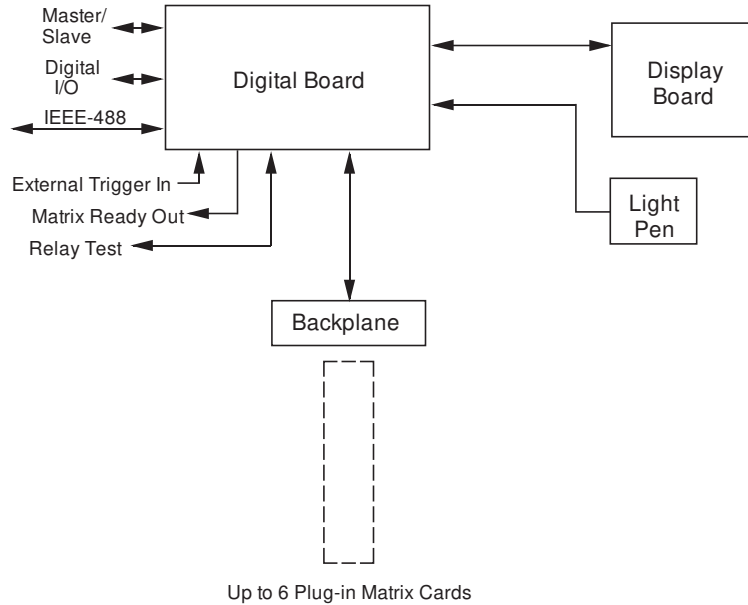 Master/
Slave
Digital
I/O
IEEE-488
Digital Board
Display
Board
External Trigger In
Matrix Ready Out
Relay Test
Light
Pen
Backplane
Up to 6 Plug-in Matrix Cards